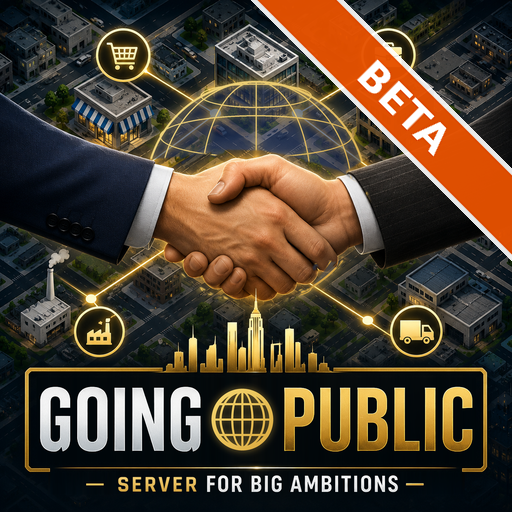 BETA
GOING PUBLIC
— SERVER FOR BIG AMBITIONS —